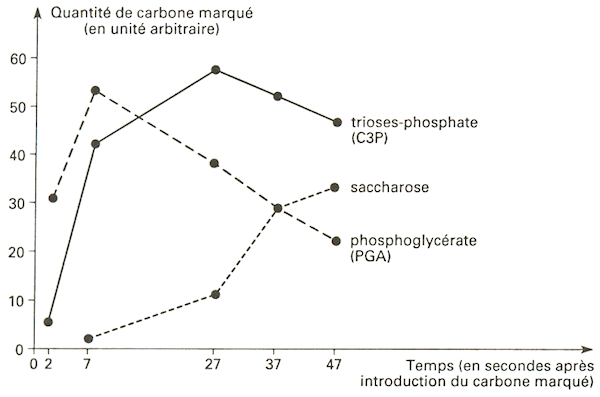 Quantité de carbone marqué
(en unité arbitraire)
60
50
40
30
20
10
0
trioses-phosphate
(C3P)
saccharose
phosphoglycérate
(PGA)
0 2 7 27 37 47
Temps (en secondes après
introduction du carbone marqué)